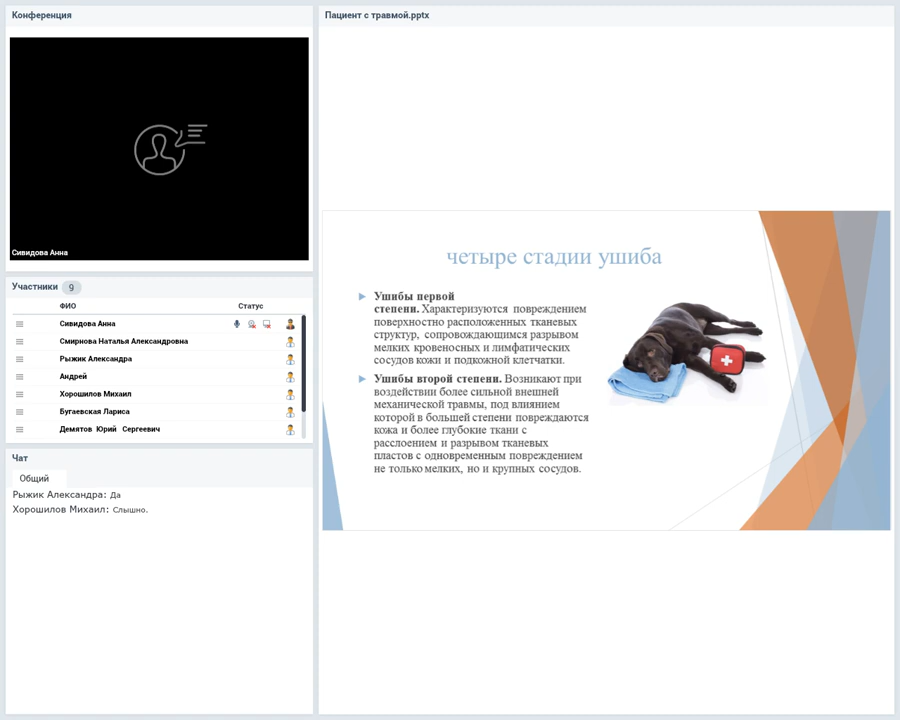 Конференция
Сивидова Анна
Участники 9
ФИО Статус
Сивидова Анна
Смирнова Наталья Александровна
Рыжик Александра
Андрей
Хорошилов Михаил
Бугаевская Лариса
Демятов Юрий Сергеевич
Чат
Общий
Рыжик Александра: Да
Хорошилов Михаил: Слышно.
Пациент с травмой.pptx
четыре стадии ушиба
Ушибы первой
степени. Характеризуются повреждением
поверхностно расположенных тканевых
структур, сопровождающимся разрывом
мелких кровеносных и лимфатических
сосудов кожи и подкожной клетчатки.
Ушибы второй степени. Возникают при
воздействии более сильной внешней
механической травмы, под влиянием
которой в большей степени повреждаются
кожа и более глубокие ткани с
расслоением и разрывом тканевых
пластов с одновременным повреждением
не только мелких, но и крупных сосудов.